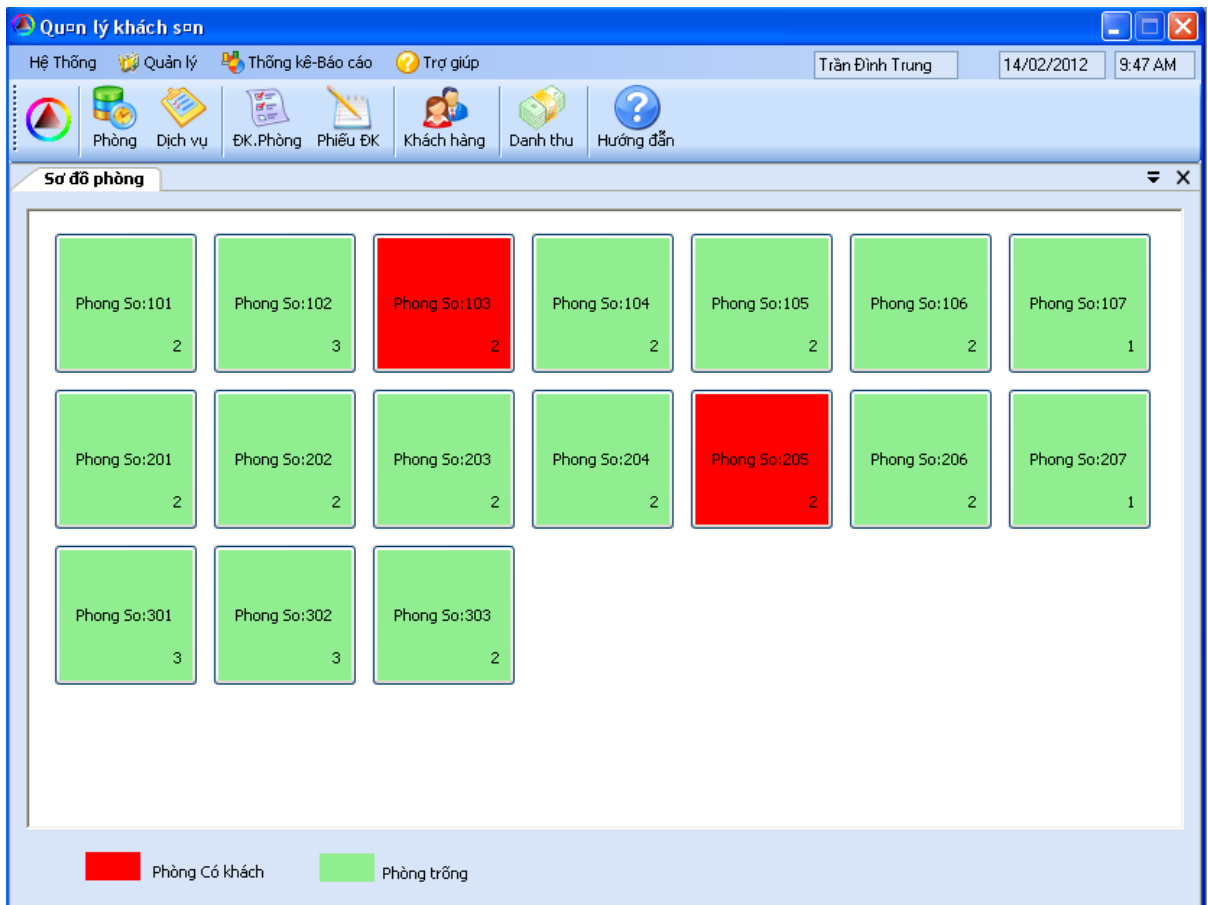 Qu¤n lý khách s¤n
Hệ Thống Quản lý Thống kê-Báo cáo Trợ giúp Trần Đình Trung 14/02/2012 9:47 AM
Phòng Dịch vụ ĐK.Phòng Phiếu ĐK Khách hàng Danh thu Hướng đẫn
Sơ đồ phòng
Phong So:101 Phong So:102 Phong So:103 Phong So:104 Phong So:105 Phong So:106 Phong So:107
2 3 2 2 2 2 1
Phong So:201 Phong So:202 Phong So:203 Phong So:204 Phong So:205 Phong So:206 Phong So:207
2 2 2 2 2 2 1
Phong So:301 Phong So:302 Phong So:303
3 3 2
Phòng Có khách Phòng trống